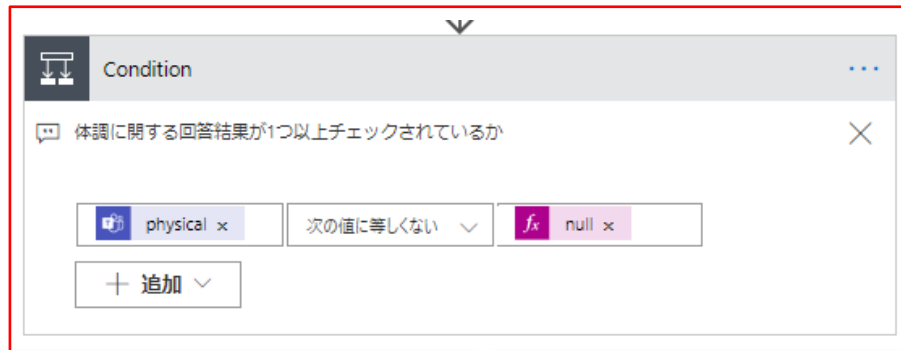 Condition
体調に関する回答結果が1つ以上チェックされているか
physical × 次の値に等しくない fx null ×
+ 追加